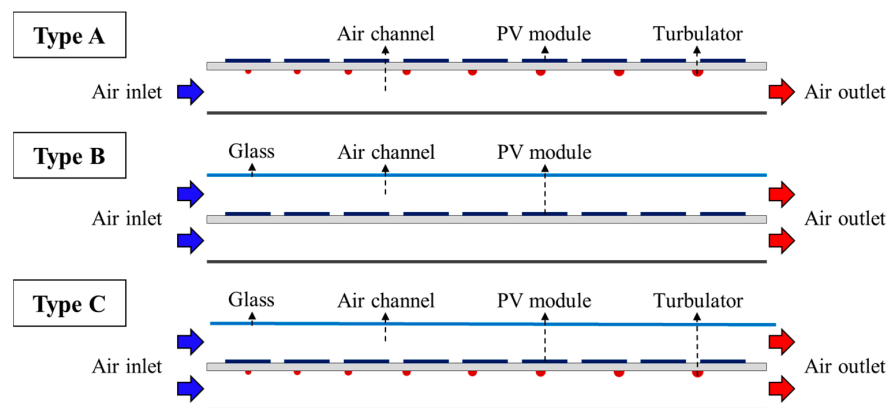 Type A
Air channel
PV module
Turbulator
Air inlet
Air outlet
Type B
Glass
Air channel
PV module
Air inlet
Air outlet
Type C
Glass
Air channel
PV module
Turbulator
Air inlet
Air outlet